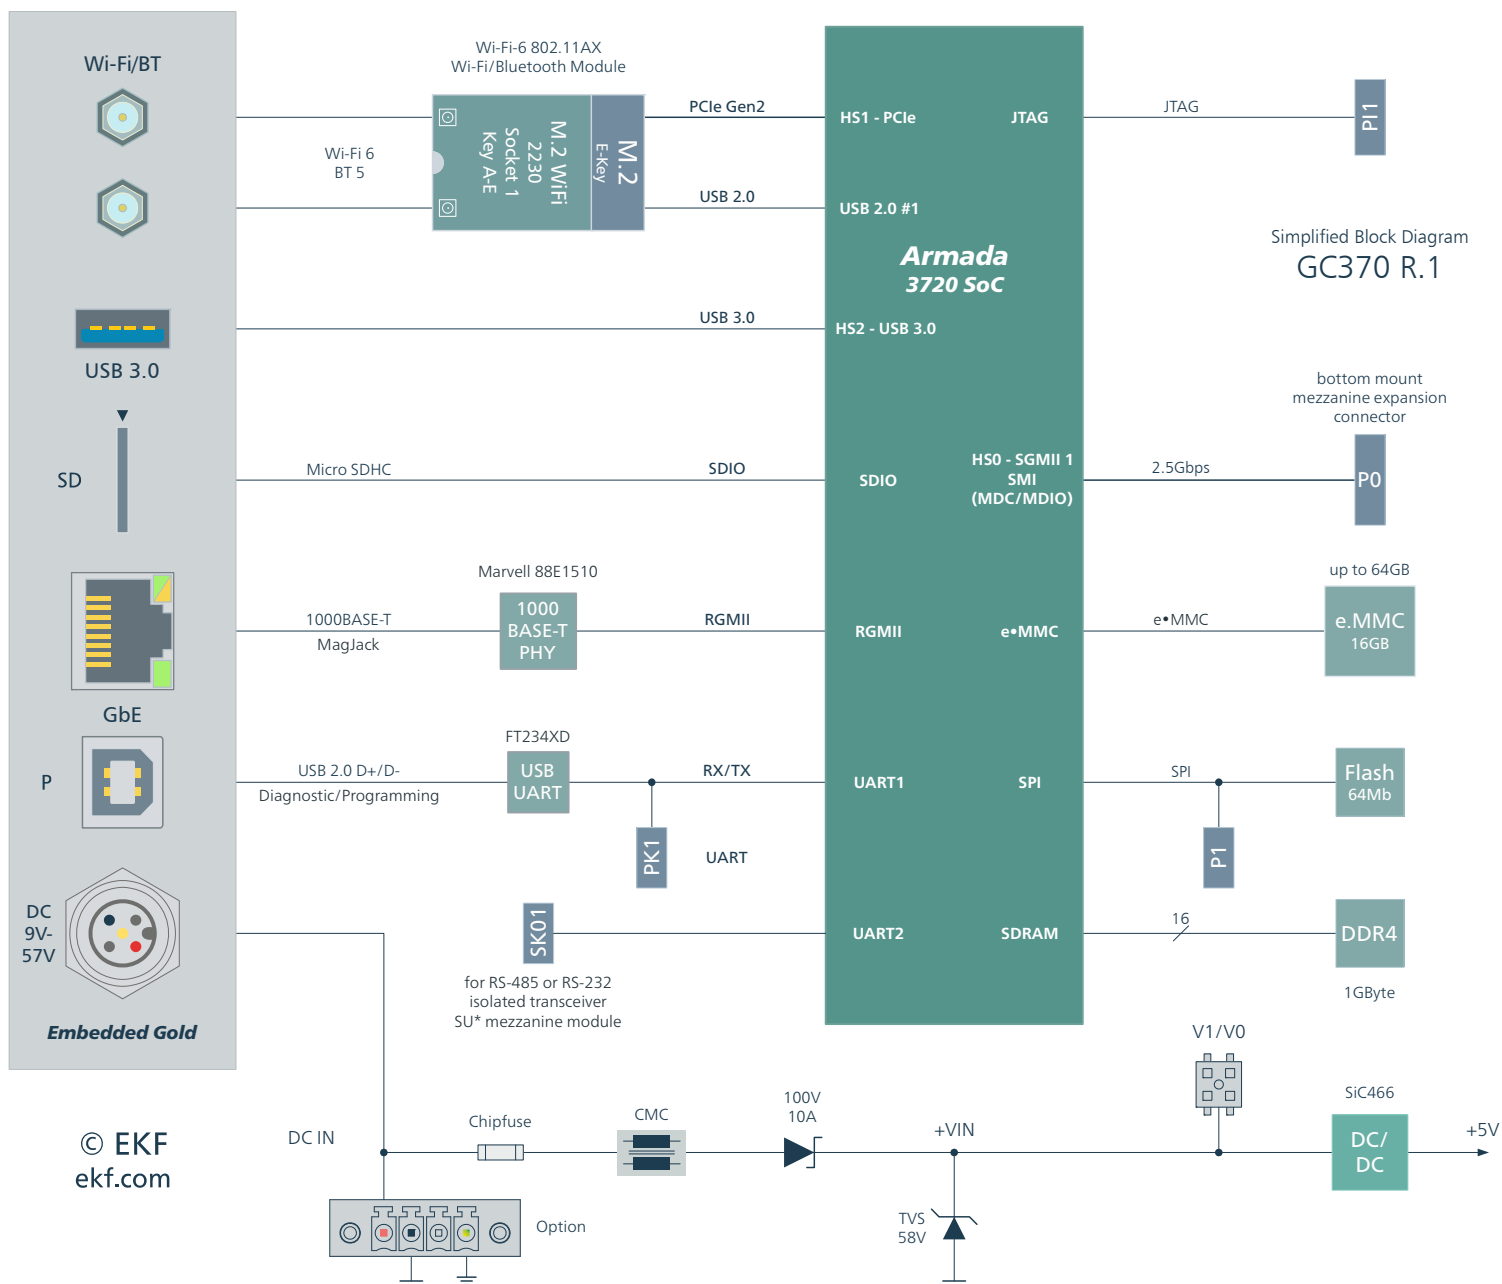 Wi-Fi/BT
Wi-Fi-6 802.11AX
Wi-Fi/Bluetooth Module
Wi-Fi 6
BT 5
M.2 WiFi
2230
Socket 1
Key A-E
M.2
E-Key
PCIe Gen2
USB 2.0
HS1 - PCIe
JTAG
JTAG
PI1
USB 2.0 #1
Armada
3720 SoC
Simplified Block Diagram
GC370 R.1
USB 3.0
USB 3.0
HS2 - USB 3.0
bottom mount
mezzanine expansion
connector
SD
Micro SDHC
SDIO
SDIO
HS0 - SGMII 1
SMI
(MDC/MDIO)
2.5Gbps
P0
GbE
1000BASE-T
MagJack
Marvell 88E1510
1000
BASE-T
PHY
RGMII
RGMII
e•MMC
e•MMC
up to 64GB
e.MMC
16GB
P
USB 2.0 D+/D-
Diagnostic/Programming
FT234XD
USB
UART
RX/TX
PK1
UART
UART1
SPI
SPI
P1
Flash
64Mb
DC
9V-
57V
SK01
for RS-485 or RS-232
isolated transceiver
SU* mezzanine module
UART2
SDRAM
16
DDR4
1GByte
Embedded Gold
© EKF
ekf.com
DC IN
Chipfuse
CMC
100V
10A
+VIN
V1/V0
SiC466
DC/
DC
+5V
Option
TVS
58V